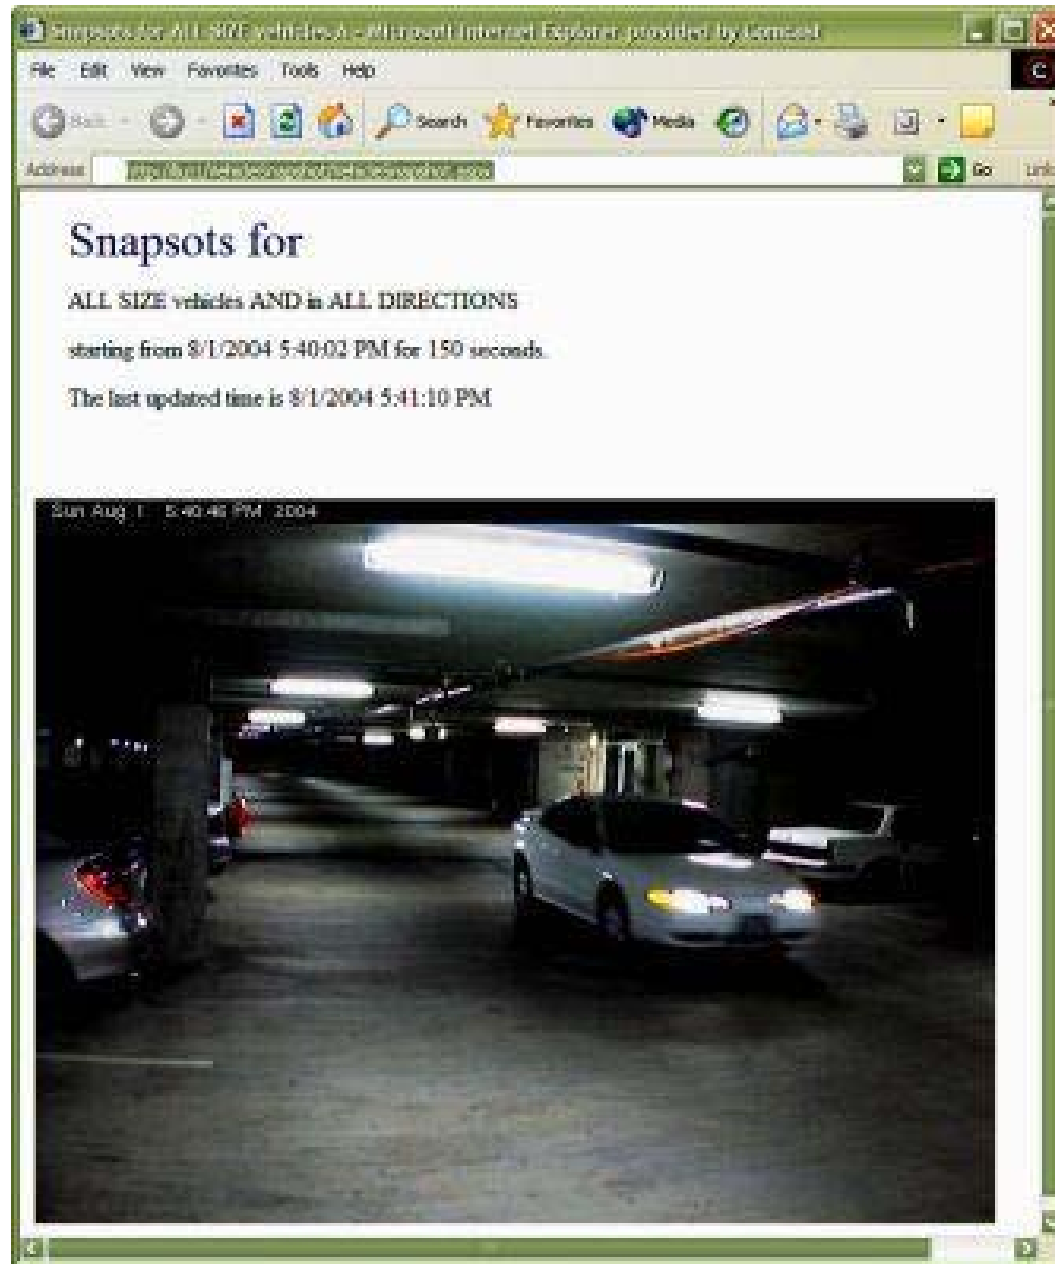 Snapsots for ALL SIZE vehicles A - Microsoft Internet Explorer provided by Comcast
File Edit View Favorites Tools Help
Back Search Favorites Media
Address Go Links
Snapsots for
ALL SIZE vehicles AND in ALL DIRECTIONS
starting from 8/1/2004 5:40:02 PM for 150 seconds.
The last updated time is 8/1/2004 5:41:10 PM
Sun Aug 1 5:40:46 PM 2004